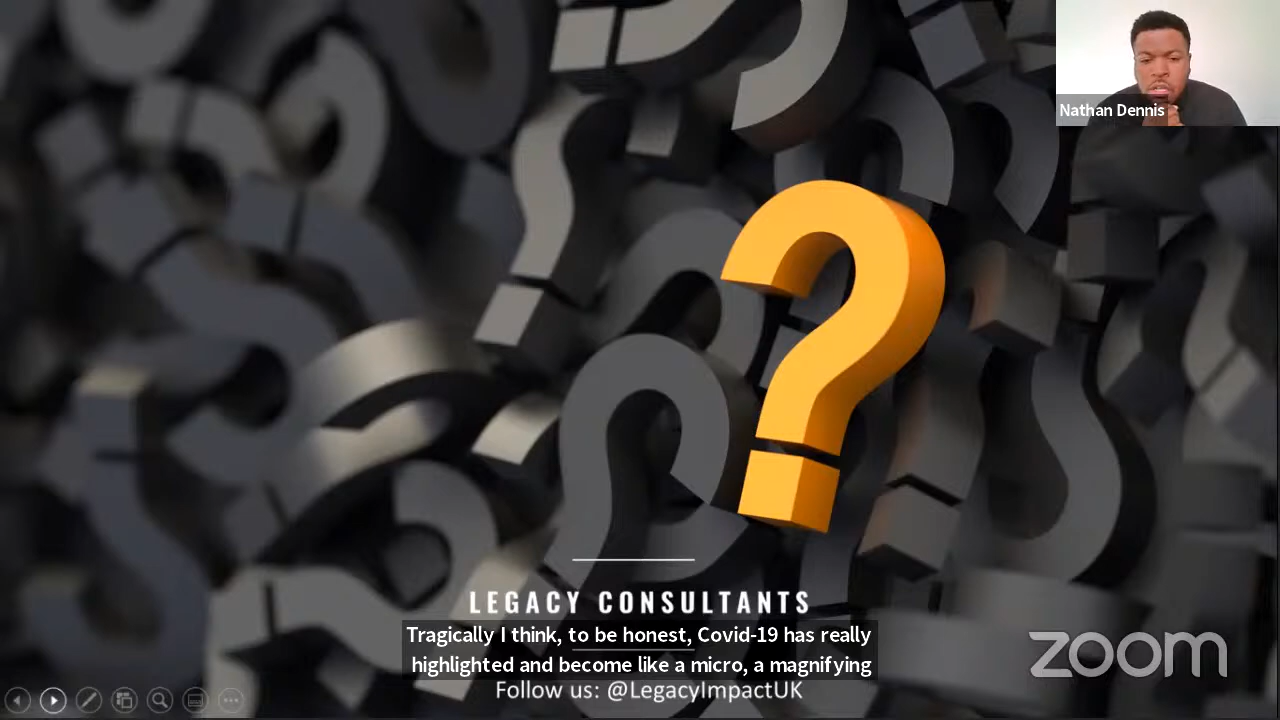 Nathan Dennis
LEGACY CONSULTANTS
Tragically I think, to be honest, Covid-19 has really
highlighted and become like a micro, a magnifying
Follow us: @LegacyImpactUK
zoom